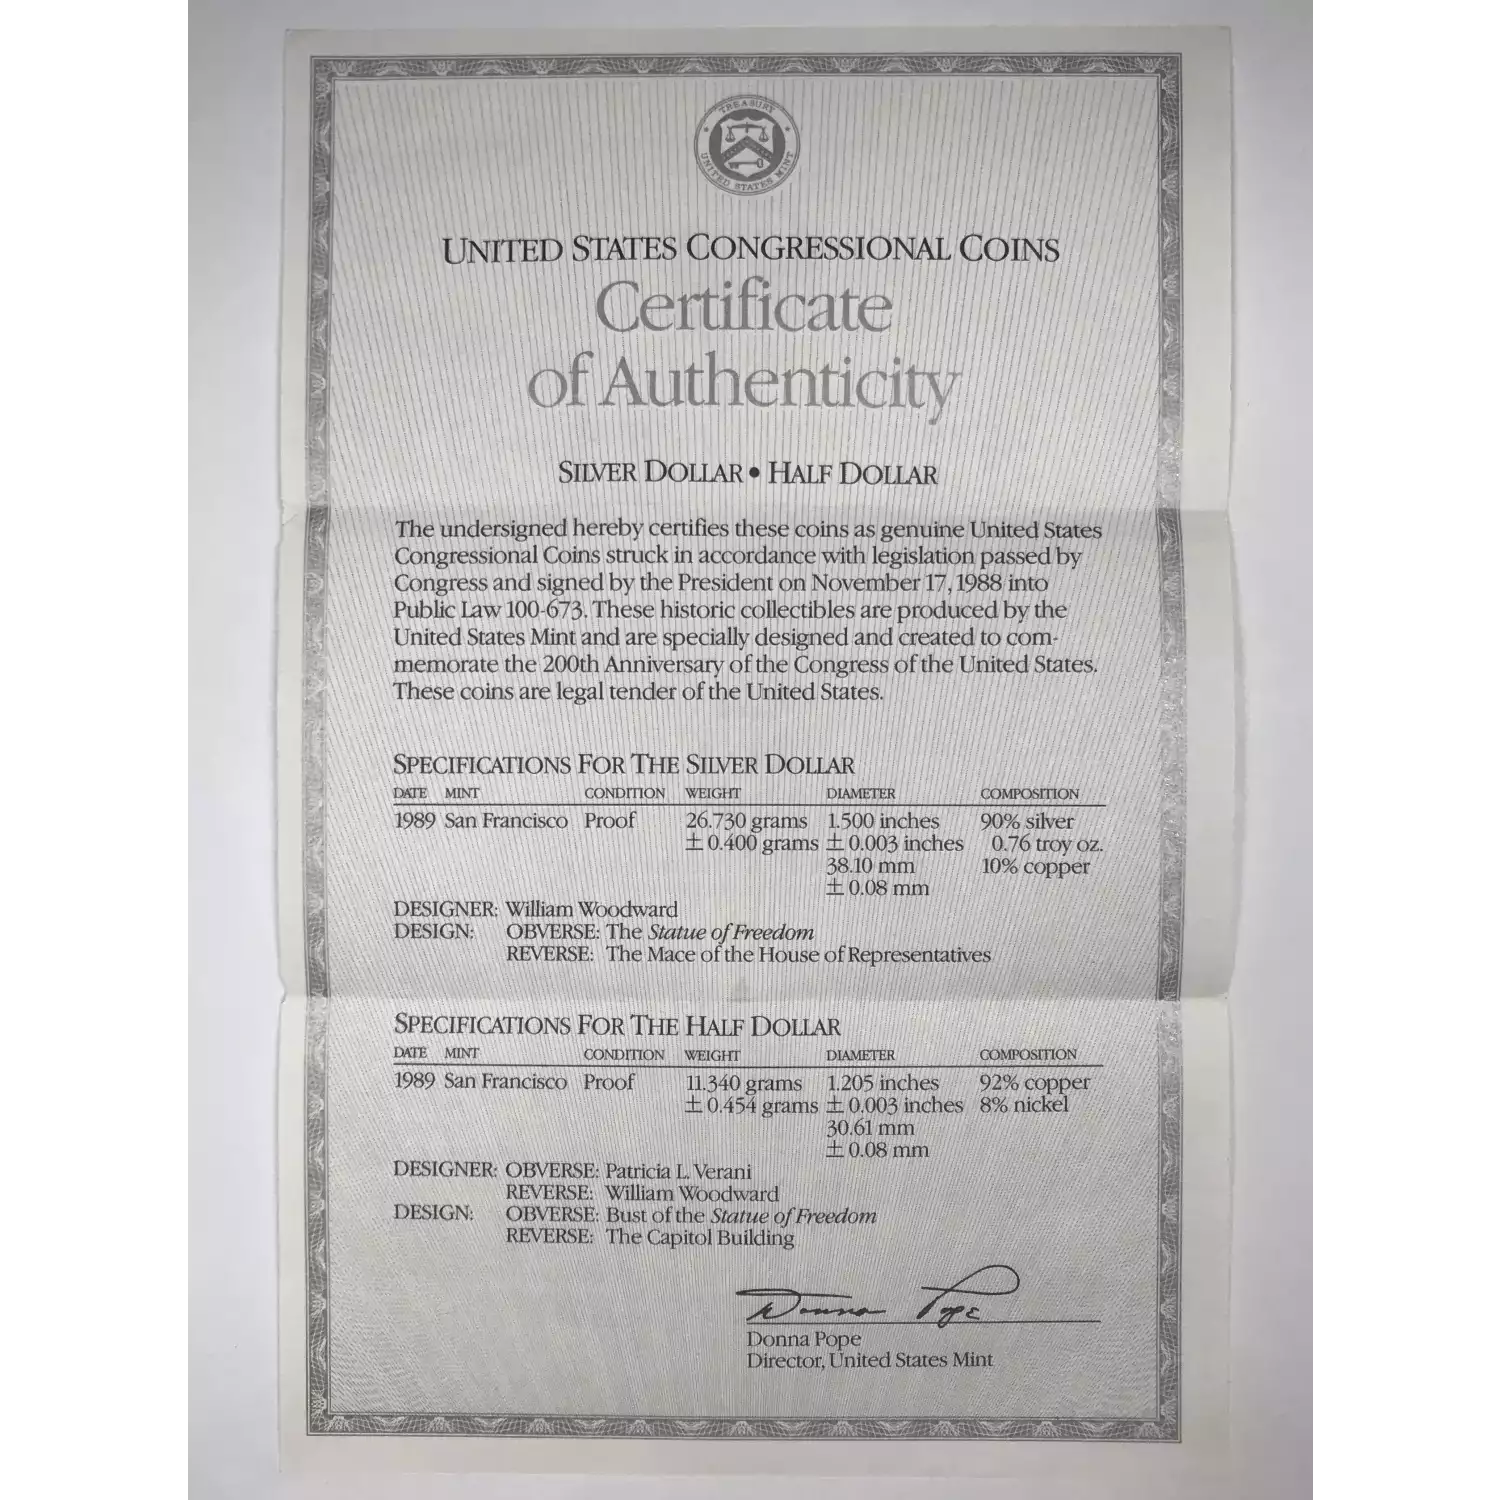 TREASURY
UNITED STATES MINT
UNITED STATES CONGRESSIONAL COINS
Certificate
of Authenticity
SILVER DOLLAR • HALF DOLLAR
The undersigned hereby certifies these coins as genuine United States
Congressional Coins struck in accordance with legislation passed by
Congress and signed by the President on November 17, 1988 into
Public Law 100-673. These historic collectibles are produced by the
United States Mint and are specially designed and created to com-
memorate the 200th Anniversary of the Congress of the United States.
These coins are legal tender of the United States.
SPECIFICATIONS FOR THE SILVER DOLLAR
DATE MINT CONDITION WEIGHT DIAMETER COMPOSITION
1989 San Francisco Proof 26.730 grams 1.500 inches 90% silver
± 0.400 grams ± 0.003 inches 0.76 troy oz.
38.10 mm 10% copper
± 0.08 mm
DESIGNER: William Woodward
DESIGN: OBVERSE: The Statue of Freedom
REVERSE: The Mace of the House of Representatives
SPECIFICATIONS FOR THE HALF DOLLAR
DATE MINT CONDITION WEIGHT DIAMETER COMPOSITION
1989 San Francisco Proof 11.340 grams 1.205 inches 92% copper
± 0.454 grams ± 0.003 inches 8% nickel
30.61 mm
± 0.08 mm
DESIGNER: OBVERSE: Patricia L. Verani
REVERSE: William Woodward
DESIGN: OBVERSE: Bust of the Statue of Freedom
REVERSE: The Capitol Building
Donna Pope
Donna Pope
Director, United States Mint